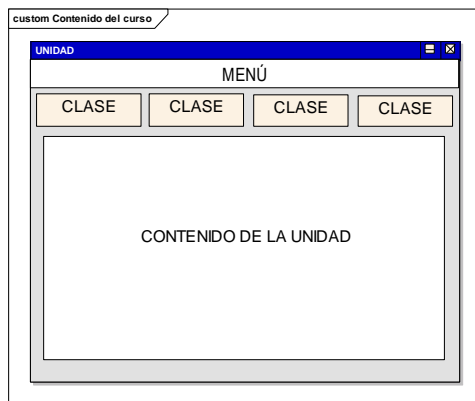 custom Contenido del curso
UNIDAD
MENÚ
CLASE CLASE CLASE CLASE
CONTENIDO DE LA UNIDAD